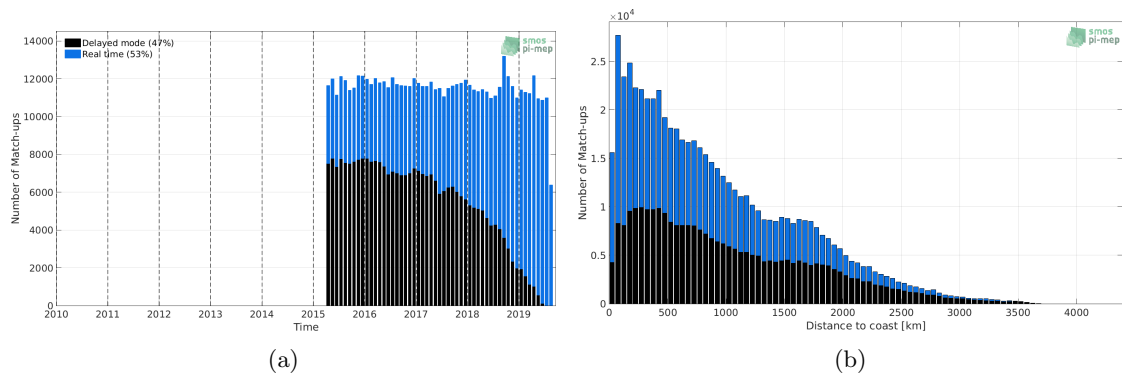 Delayed mode (47%)
Real time (53%)
smos
pi-mep
14000
12000
10000
8000
6000
4000
2000
0
Number of Match-ups
2010 2011 2012 2013 2014 2015 2016 2017 2018 2019
Time
(a)
×10⁴
smos
pi-mep
2.5
2
1.5
1
0.5
0
Number of Match-ups
0 500 1000 1500 2000 2500 3000 3500 4000
Distance to coast [km]
(b)